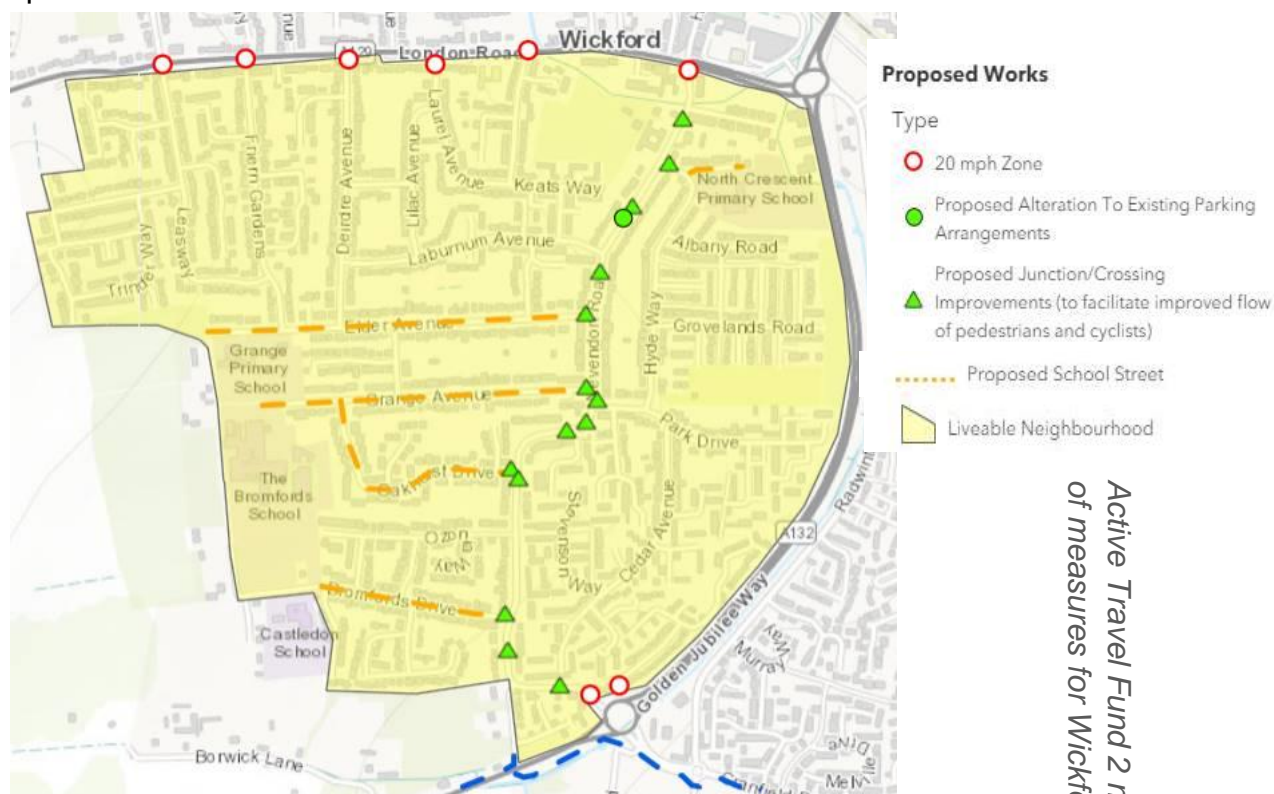 Wickford
London Road
Laurel Avenue
Friern Gardens
Deirdre Avenue
Lilac Avenue
Keats Way
North Crescent
Primary School
Leasway
Trinder Way
Laburnum Avenue
Albany Road
Elder Avenue
Hyde Way
Grovelands Road
Grange
Primary
School
Grange Avenue
Park Drive
The
Bromfords
School
Stevenson
Way
Cedar Avenue
A132
Radwin
Bromfords Drive
Castledon
School
Golden Jubilee Way
Murray
Way
Borwick Lane
Proposed Works
Type
20 mph Zone
Proposed Alteration To Existing Parking
Arrangements
Proposed Junction/Crossing
Improvements (to facilitate improved flow
of pedestrians and cyclists)
Proposed School Street
Liveable Neighbourhood
Active Travel Fund 2
of measures for Wickfo